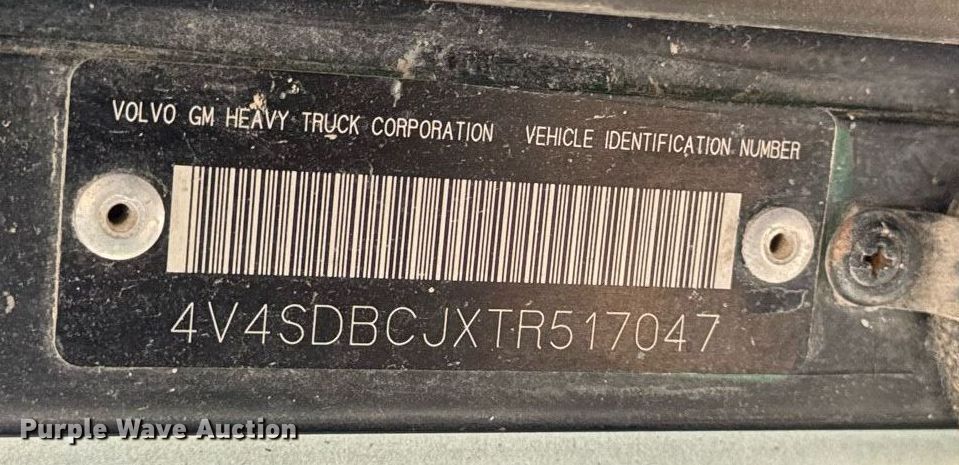 VOLVO GM HEAVY TRUCK CORPORATION VEHICLE IDENTIFICATION NUMBER
4V4SDBCJXTR517047
Purple Wave Auction